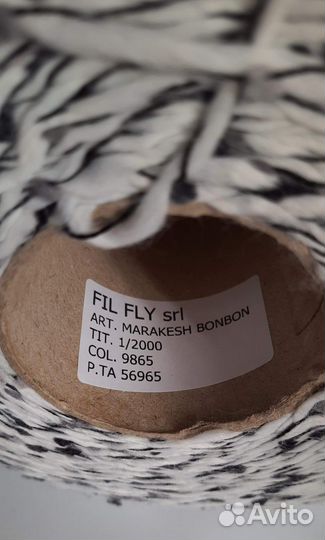 FIL FLY srl
ART. MARAKESH BONBON
TIT. 1/2000
COL. 9865
P.TA 56965
Avito